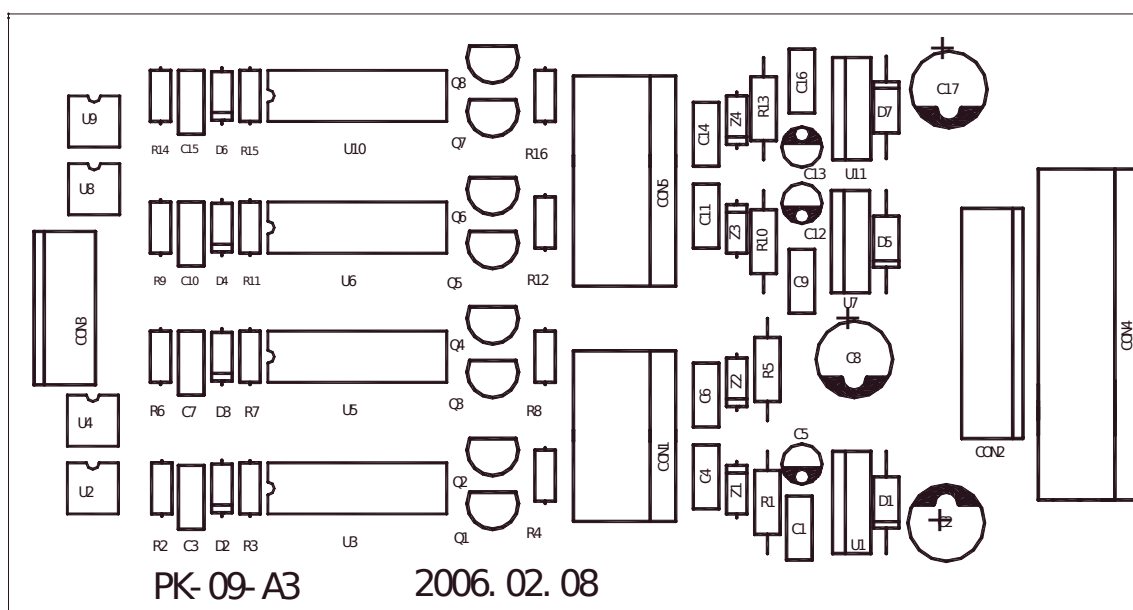 Q8 C16 C17
U9 Z4 R13 D7
C14
R14 C15 D6 R15 U10 Q7 R16
C13 U11
U8 CON5
Q6 C11 Z3 R10 C12 D5
R9 C10 D4 R11 U6 Q5 R12 C9
U7
CON3 CON4
Q4 R5 C8
C6 Z2
R6 C7 D3 R7 U5 Q3 R8
U4
C5
CON1 CON2
U2 Q2 C4 Z1 R1 D1
C2
R2 C3 D2 R3 U3 Q1 R4 C1 U1
PK-09-A3 2006.02.08